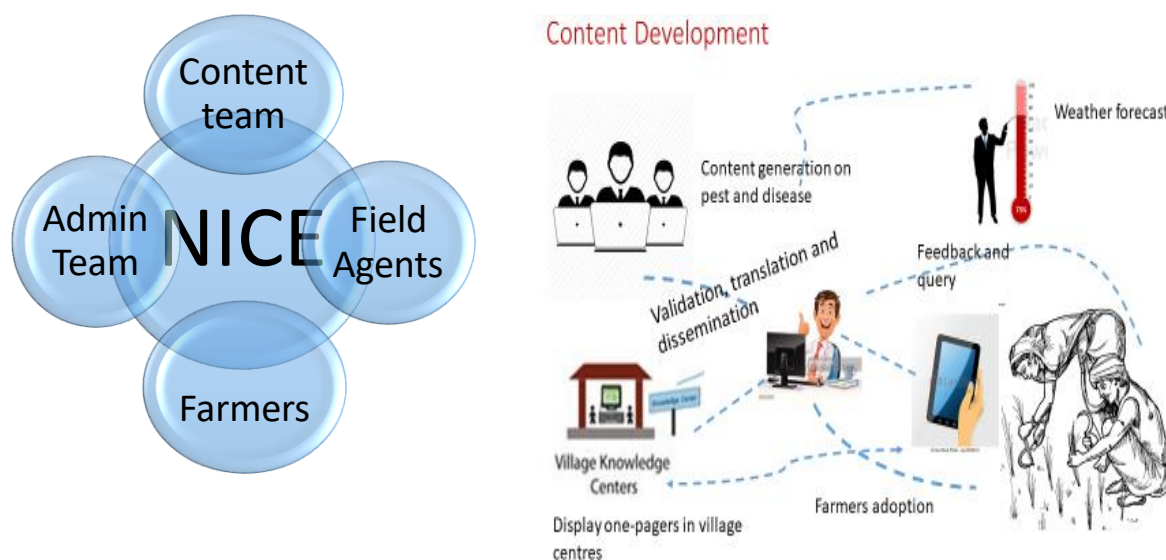 Content
team
Admin
Team
NICE
Field
Agents
Farmers
Content Development
Weather forecast
Content generation on
pest and disease
Feedback and
query
Validation, translation and
dissemination
Village Knowledge
Centers
Farmers adoption
Display one-pagers in village
centres